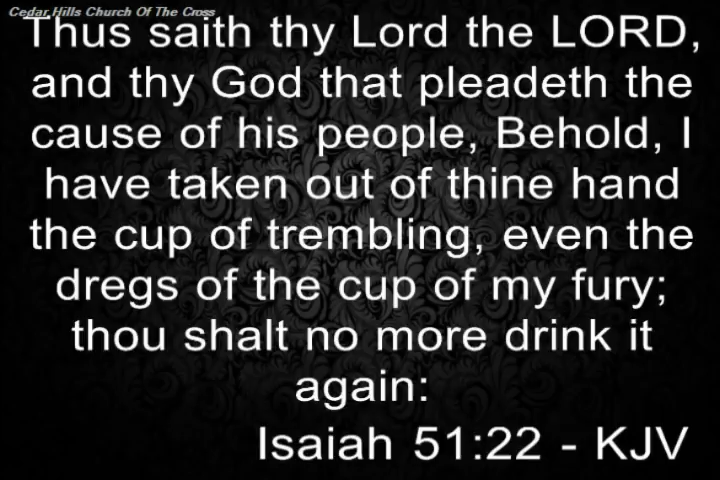 Cedar Hills Church Of The Cross
Thus saith thy Lord the LORD,
and thy God that pleadeth the
cause of his people, Behold, I
have taken out of thine hand
the cup of trembling, even the
dregs of the cup of my fury;
thou shalt no more drink it
again:
Isaiah 51:22 - KJV